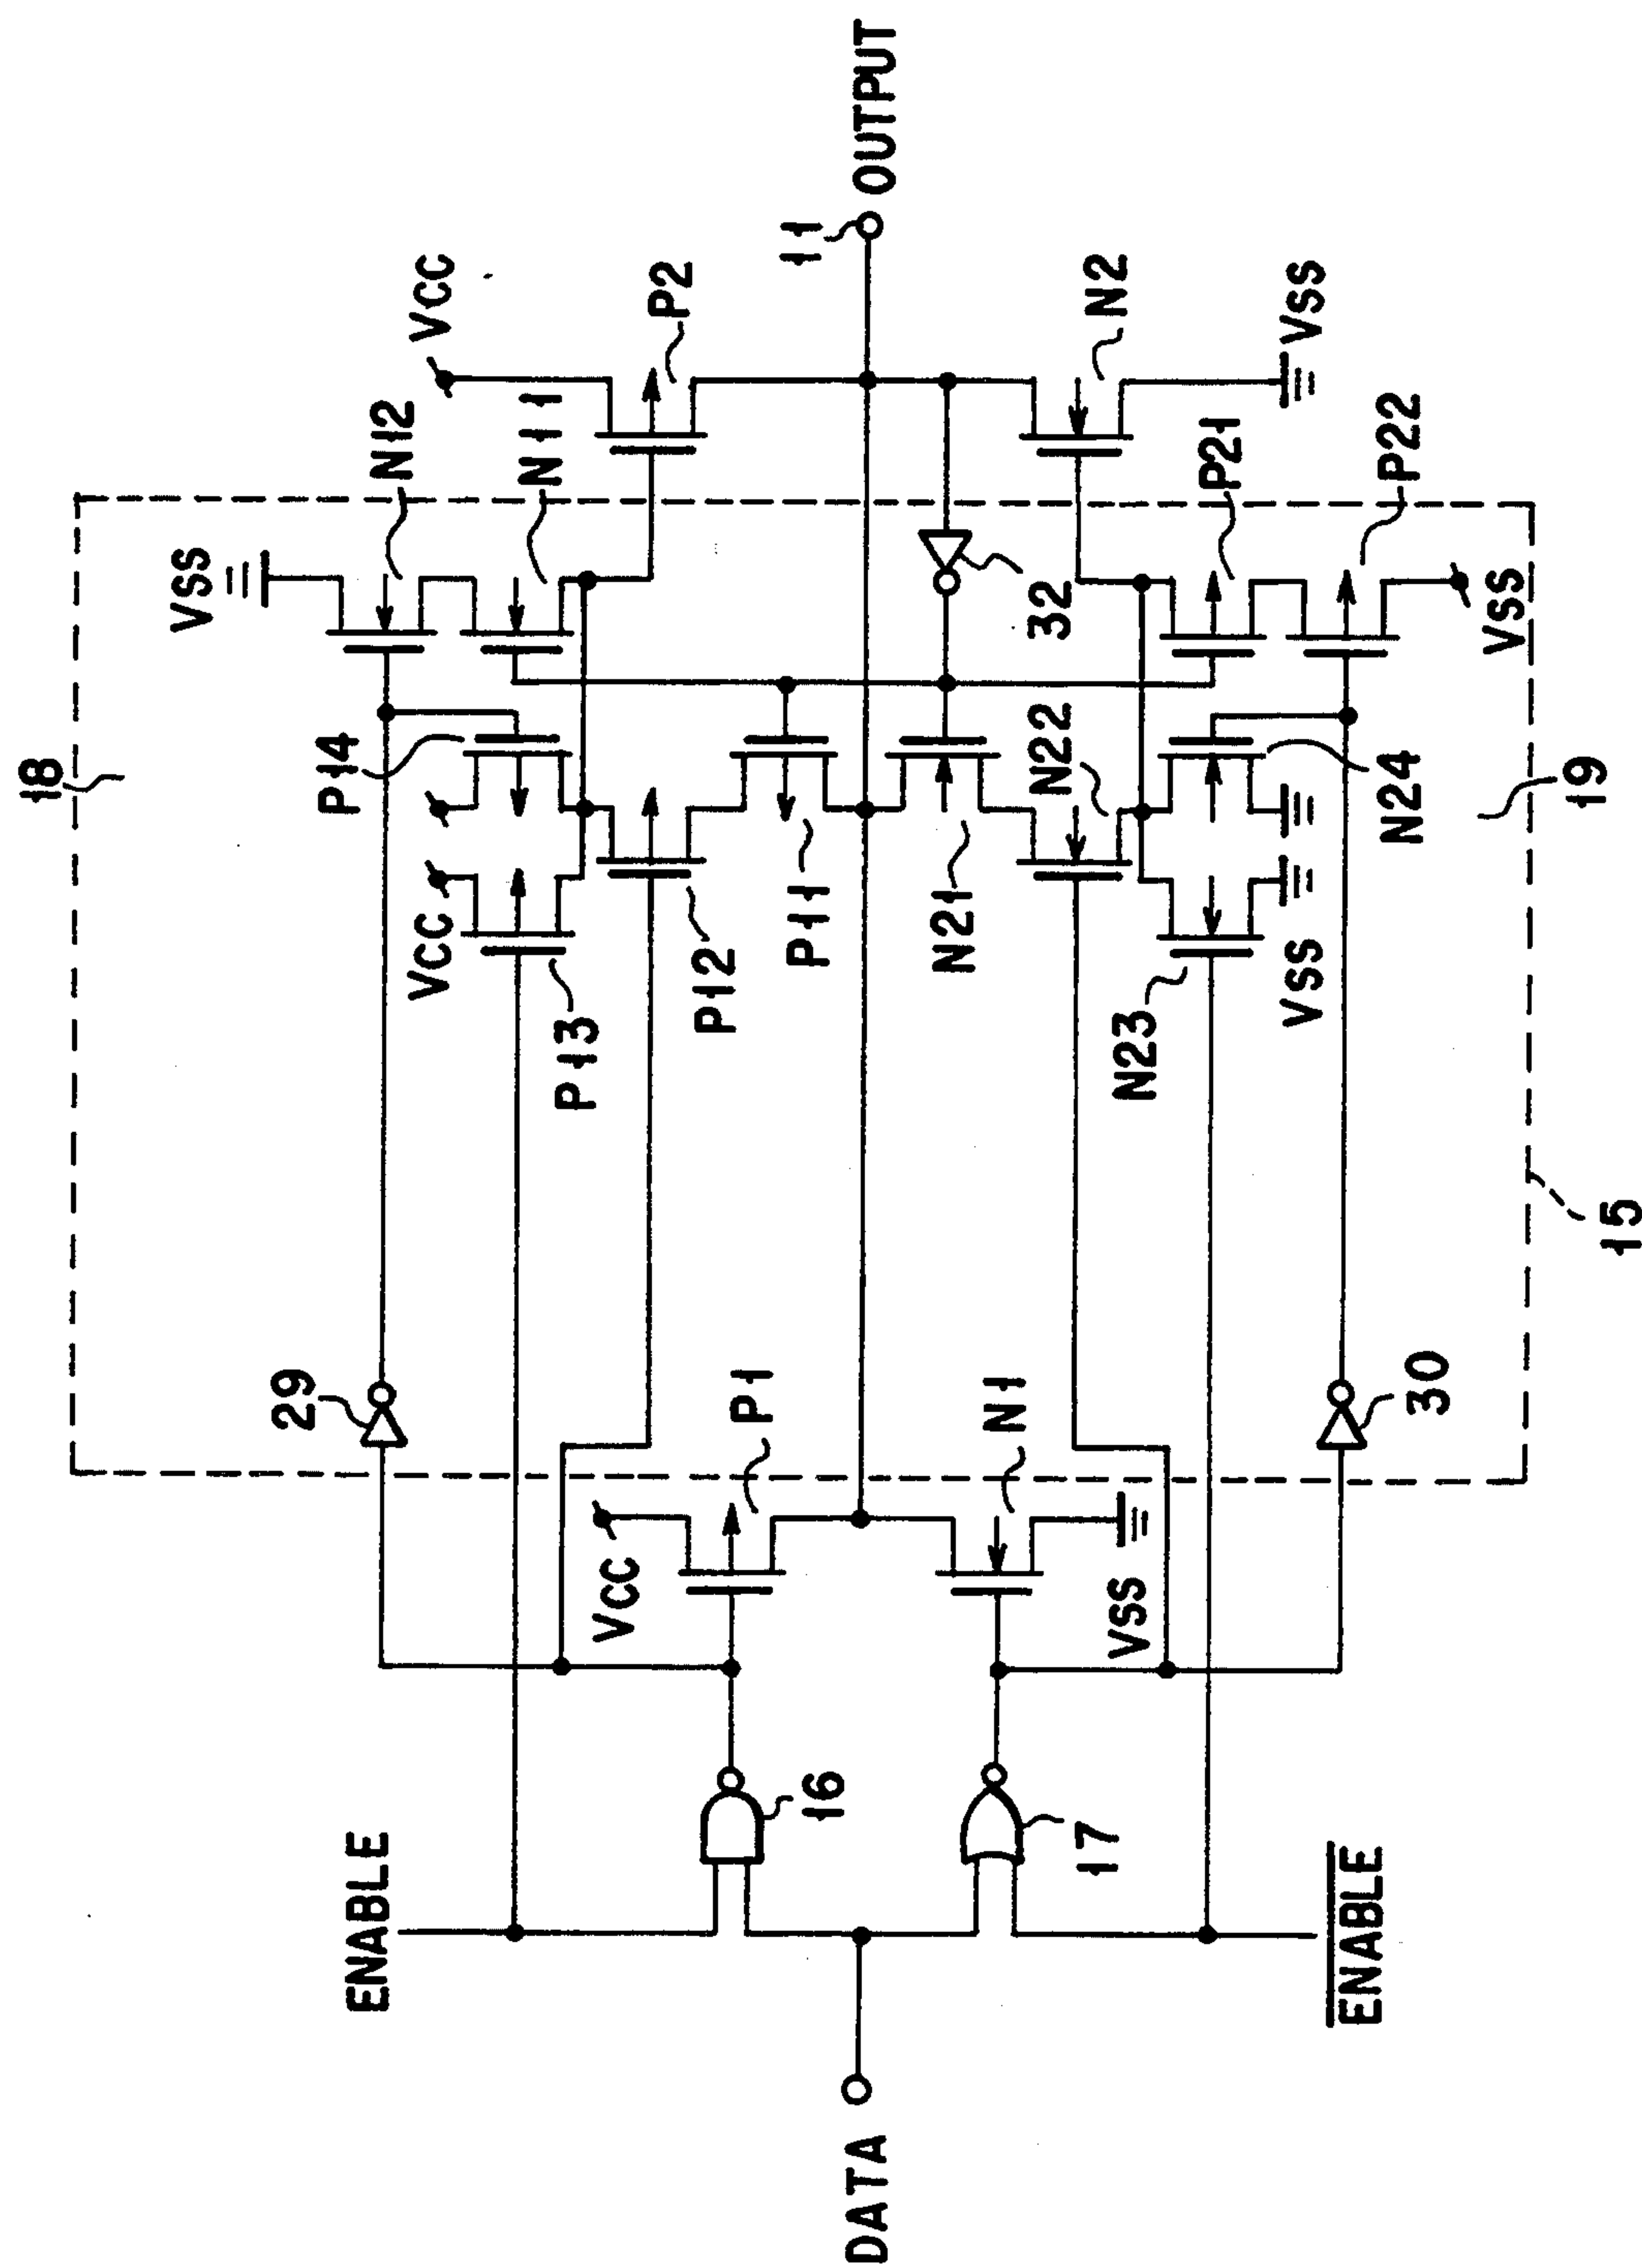 18
VSS
N12
VCC
N11
P2
11
OUTPUT
29
P14
VCC
P13
P12
P11
ENABLE
VCC
P1
16
32
DATA
N21
N22
N2
N1
17
VSS
N23
VSS
N24
P21
P22
VSS
VSS
ENABLE
30
19
15